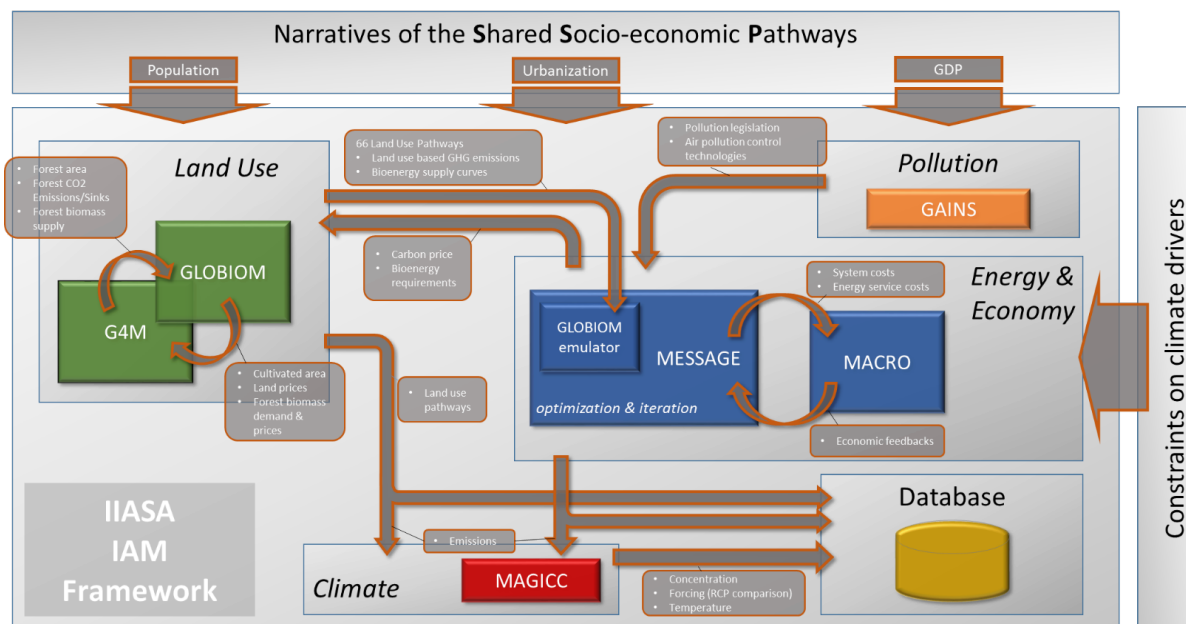 Narratives of the Shared Socio-economic Pathways
Population
Urbanization
GDP
Land Use
• Forest area
• Forest CO2
Emissions/Sinks
• Forest biomass
supply
GLOBIOM
G4M
• Cultivated area
• Land prices
• Forest biomass
demand &
prices
66 Land Use Pathways
• Land use based GHG emissions
• Bioenergy supply curves
• Carbon price
• Bioenergy
requirements
• Pollution legislation
• Air pollution control
technologies
Pollution
GAINS
Energy &
Economy
• System costs
• Energy service costs
GLOBIOM
emulator
MESSAGE
optimization & iteration
MACRO
• Economic feedbacks
• Land use
pathways
Constraints on climate drivers
IIASA
IAM
Framework
• Emissions
Climate
MAGICC
• Concentration
• Forcing (RCP comparison)
• Temperature
Database